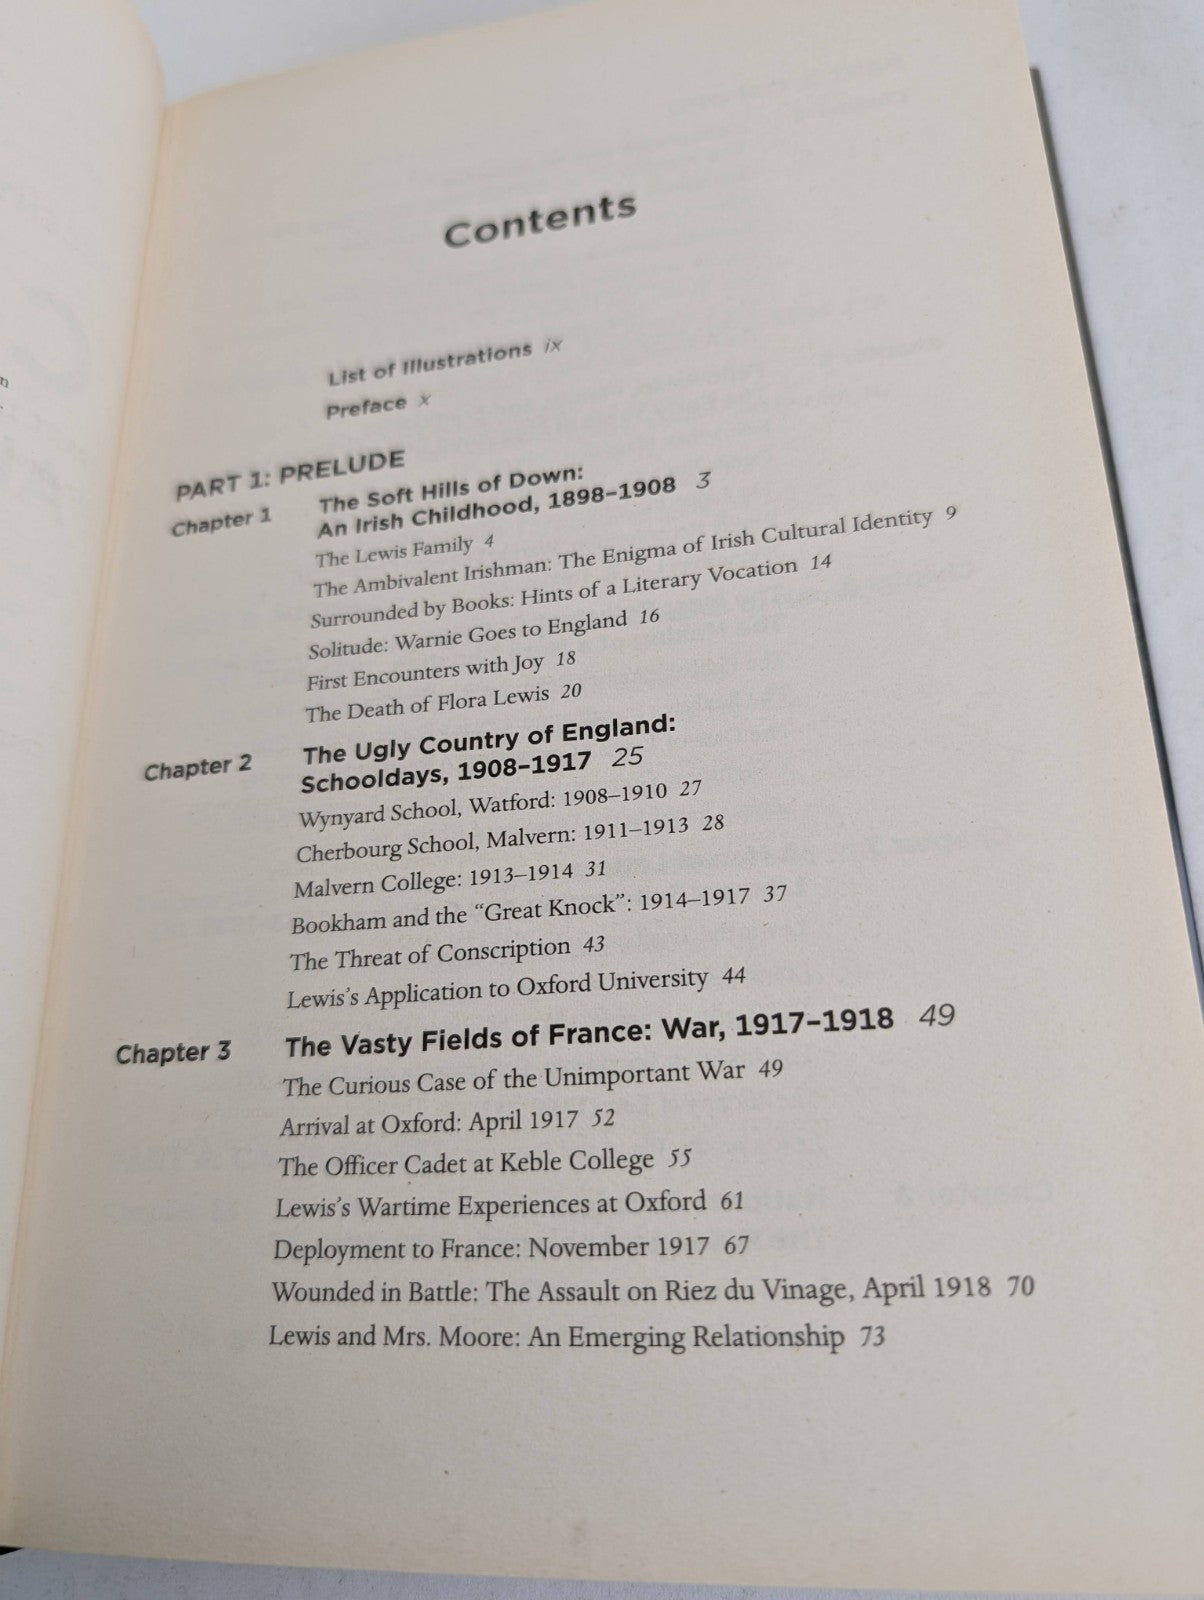 Contents
List of Illustrations ix
Preface x
PART 1: PRELUDE
Chapter 1 The Soft Hills of Down:
An Irish Childhood, 1898–1908 3
The Lewis Family 4
The Ambivalent Irishman: The Enigma of Irish Cultural Identity 9
Surrounded by Books: Hints of a Literary Vocation 14
Solitude: Warnie Goes to England 16
First Encounters with Joy 18
The Death of Flora Lewis 20
Chapter 2 The Ugly Country of England:
Schooldays, 1908–1917 25
Wynyard School, Watford: 1908–1910 27
Cherbourg School, Malvern: 1911–1913 28
Malvern College: 1913–1914 31
Bookham and the “Great Knock”: 1914–1917 37
The Threat of Conscription 43
Lewis’s Application to Oxford University 44
Chapter 3 The Vasty Fields of France: War, 1917–1918 49
The Curious Case of the Unimportant War 49
Arrival at Oxford: April 1917 52
The Officer Cadet at Keble College 55
Lewis’s Wartime Experiences at Oxford 61
Deployment to France: November 1917 67
Wounded in Battle: The Assault on Riez du Vinage, April 1918 70
Lewis and Mrs. Moore: An Emerging Relationship 73